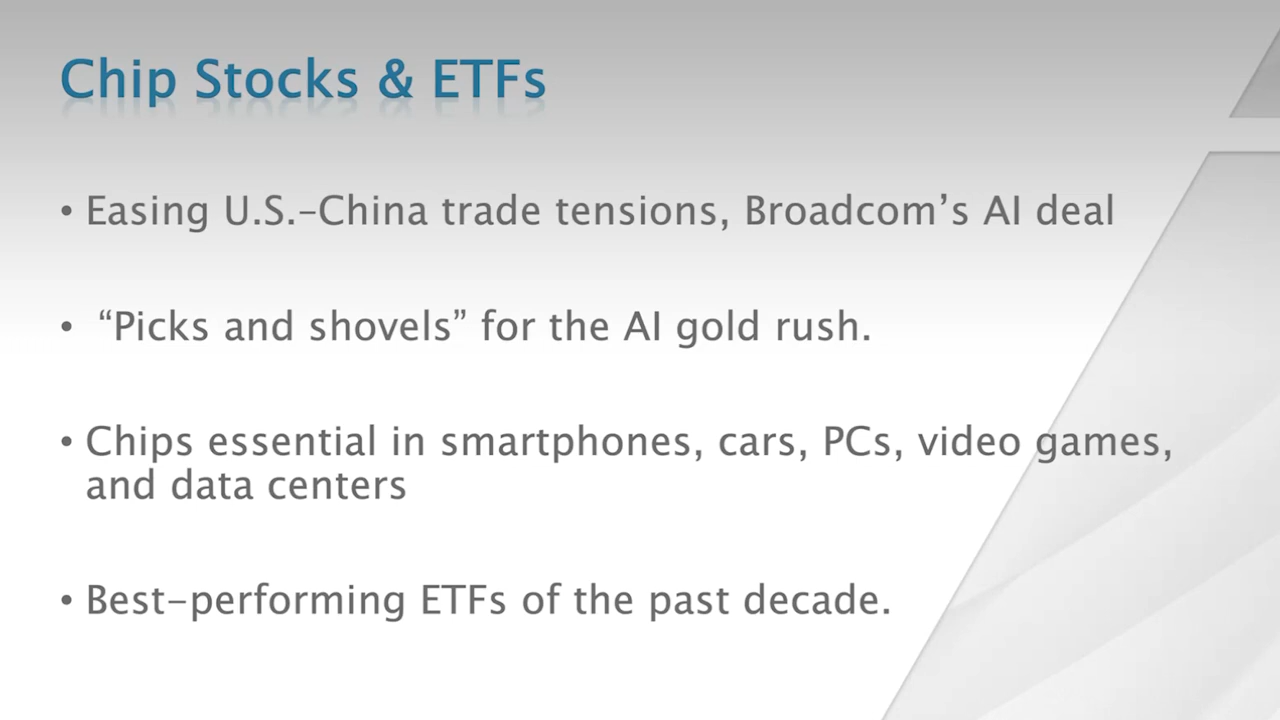 Chip Stocks & ETFs
• Easing U.S.–China trade tensions, Broadcom’s AI deal
• “Picks and shovels” for the AI gold rush.
• Chips essential in smartphones, cars, PCs, video games,
and data centers
• Best–performing ETFs of the past decade.